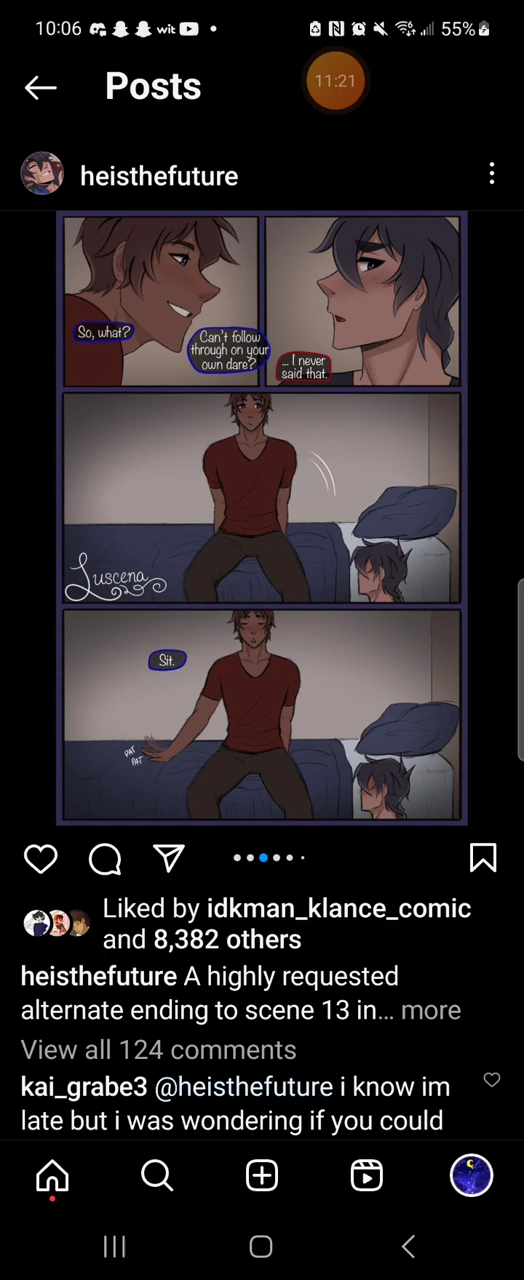 10:06
wit
55%
Posts
11:21
heisthefuture
So, what?
Can't follow
through on your
own dare?
... I never
said that.
Luscena
Sit.
PAT
PAT
Liked by idkman_klance_comic
and 8,382 others
heisthefuture A highly requested
alternate ending to scene 13 in... more
View all 124 comments
kai_grabe3 @heisthefuture i know im
late but i was wondering if you could